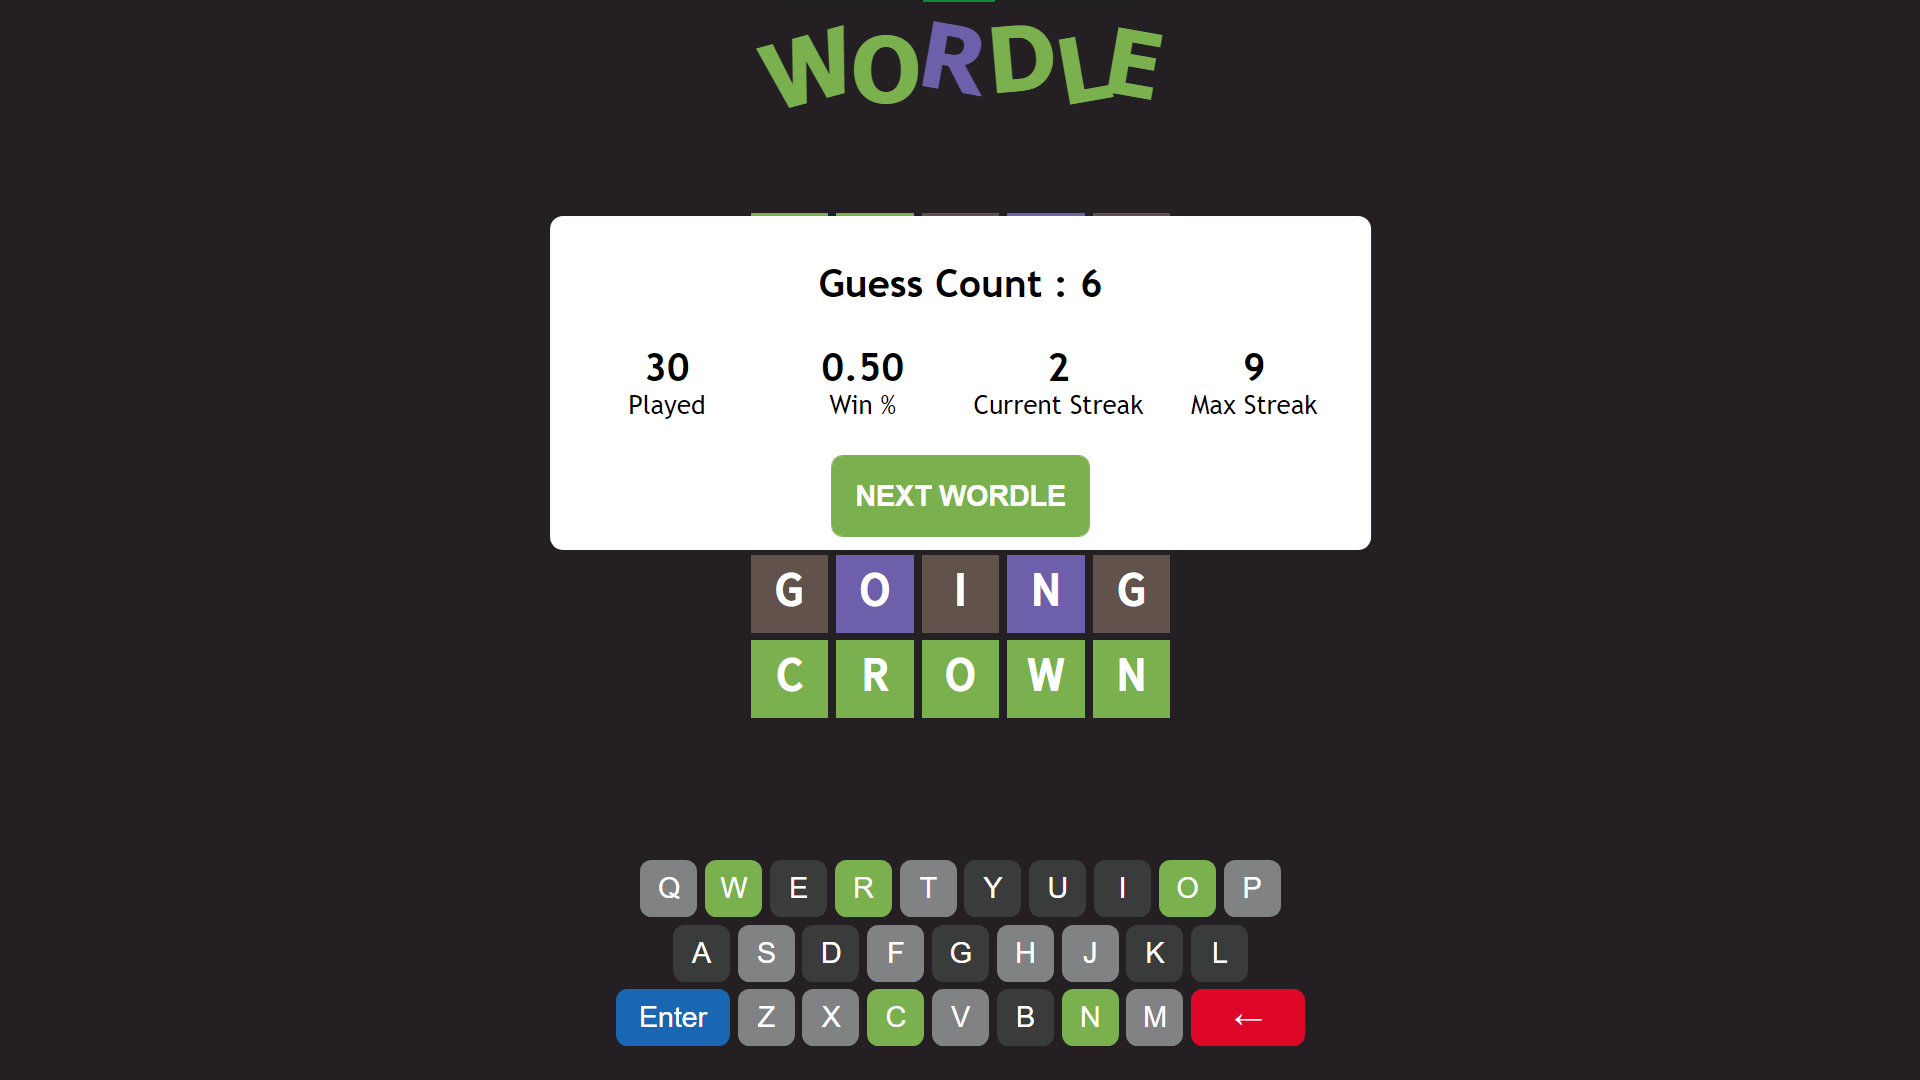 WORDLE
Guess Count : 6
30 0.50 2 9
Played Win % Current Streak Max Streak
NEXT WORDLE
G O I N G
C R O W N
Q W E R T Y U I O P
A S D F G H J K L
Enter Z X C V B N M ←